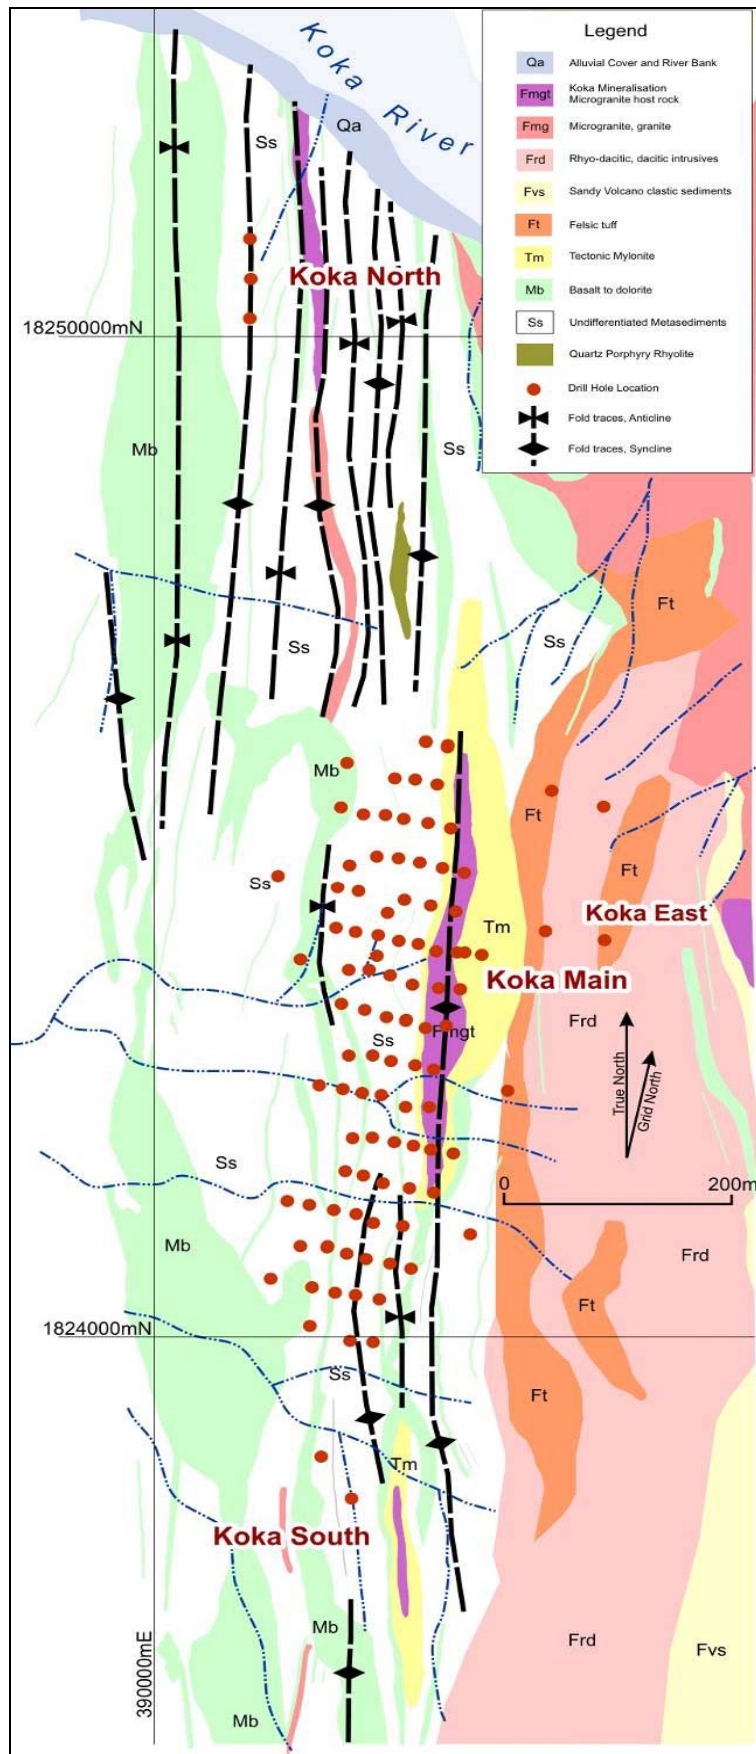 Koka River
Legend
Qa Alluvial Cover and River Bank
Fmgt Koka Mineralisation
Microgranite host rock
Fmg Microgranite, granite
Frd Rhyo-dacitic, dacitic intrusives
Fvs Sandy Volcano clastic sediments
Ft Felsic tuff
Tm Tectonic Mylonite
Mb Basalt to dolorite
Ss Undifferentiated Metasediments
Quartz Porphyry Rhyolite
Drill Hole Location
Fold traces, Anticline
Fold traces, Syncline
Qa
Ss
Koka North
18250000mN
Mb
Ss
Ft
Ss
Ss
Mb
Ft
Ft
Ss
Koka East
Tm
Koka Main
Frd
Fmgt
Ss
True North
Grid North
Ss
0 200m
Mb
Frd
Ft
1824000mN
Ss
Ft
Tm
Koka South
Mb
Frd
Fvs
390000mE
Mb